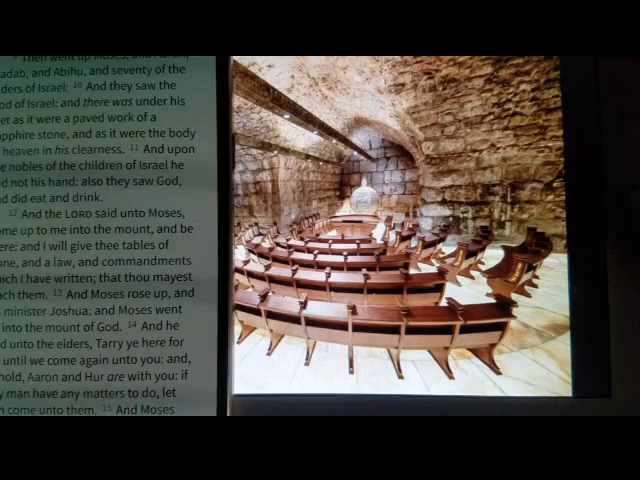 Then went up Moses, and Aaron,
adab, and Abihu, and seventy of the
ders of Israel: 10 And they saw the
od of Israel: and there was under his
et as it were a paved work of a
pphire stone, and as it were the body
heaven in his clearness. 11 And upon
e nobles of the children of Israel he
d not his hand: also they saw God,
d did eat and drink.
12 And the LORD said unto Moses,
ome up to me into the mount, and be
ere: and I will give thee tables of
one, and a law, and commandments
hich I have written; that thou mayest
ach them. 13 And Moses rose up, and
s minister Joshua: and Moses went
into the mount of God. 14 And he
d unto the elders, Tarry ye here for
until we come again unto you: and,
hold, Aaron and Hur are with you: if
y man have any matters to do, let
n come unto them. 15 And Moses